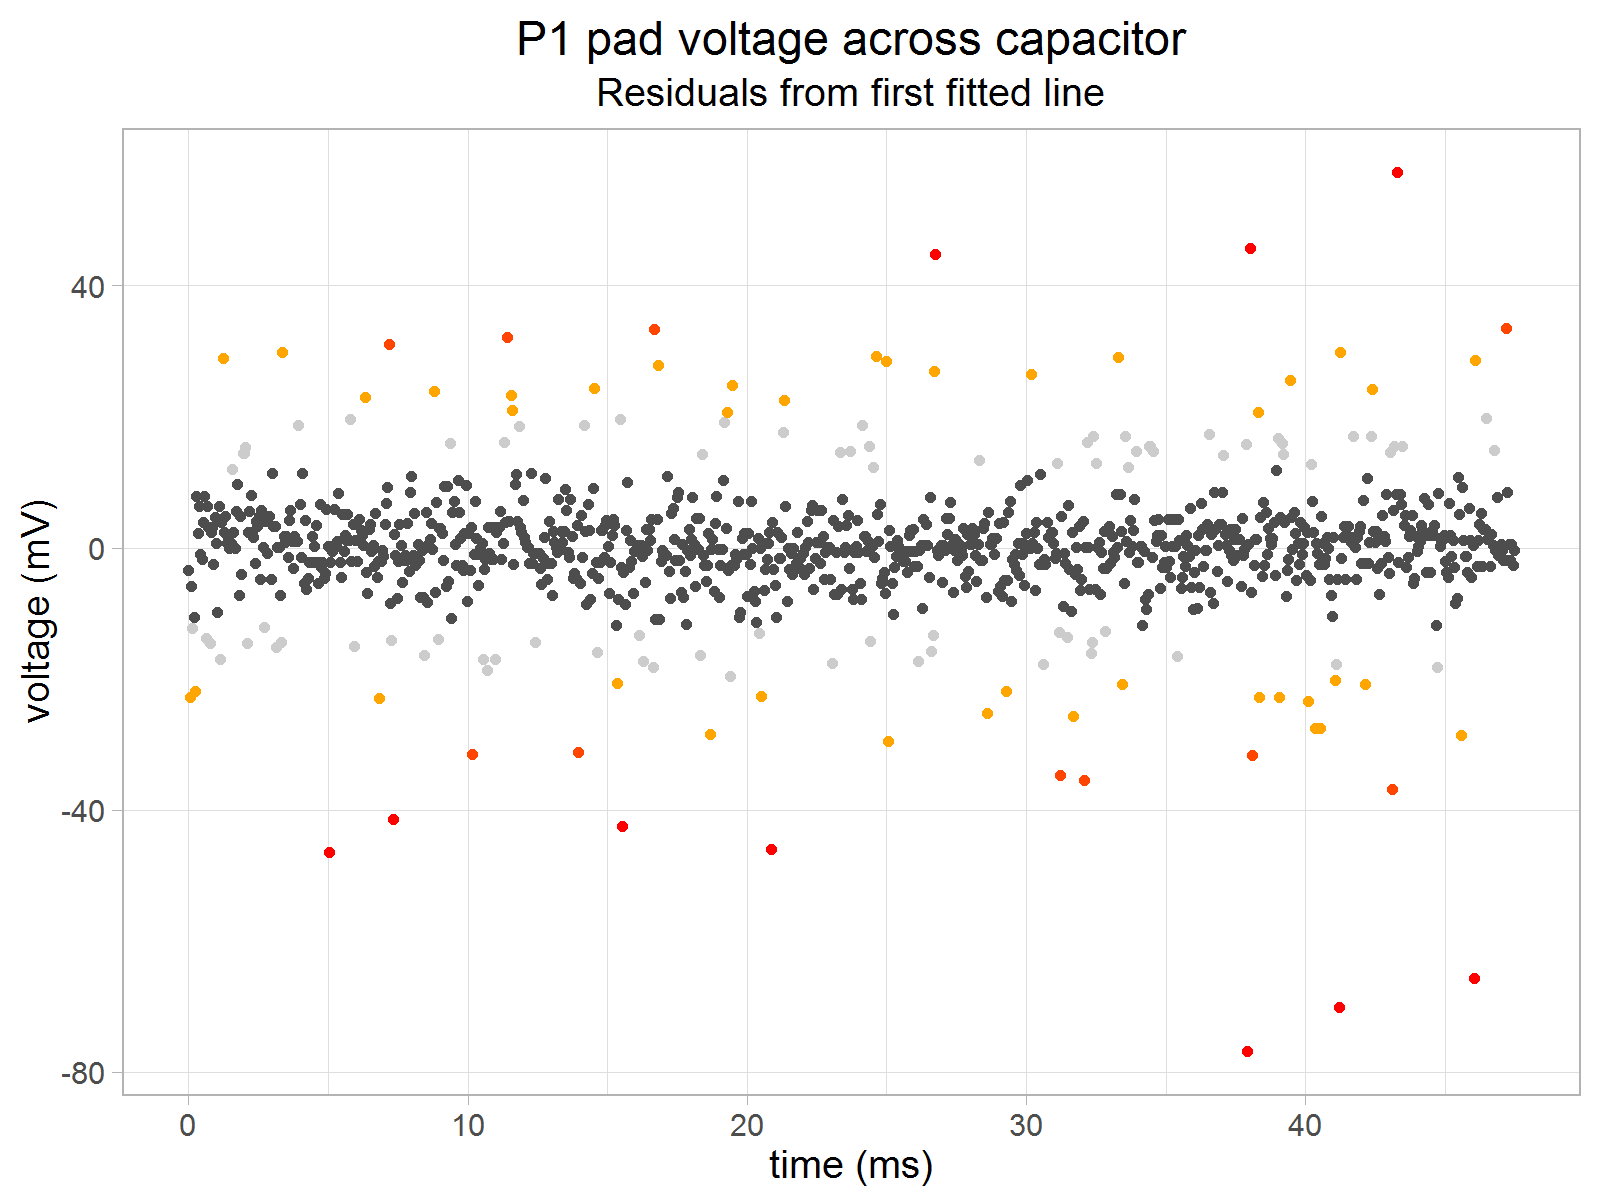 P1 pad voltage across capacitor
Residuals from first fitted line
voltage (mV)
40
0
-40
-80
0 10 20 30 40
time (ms)